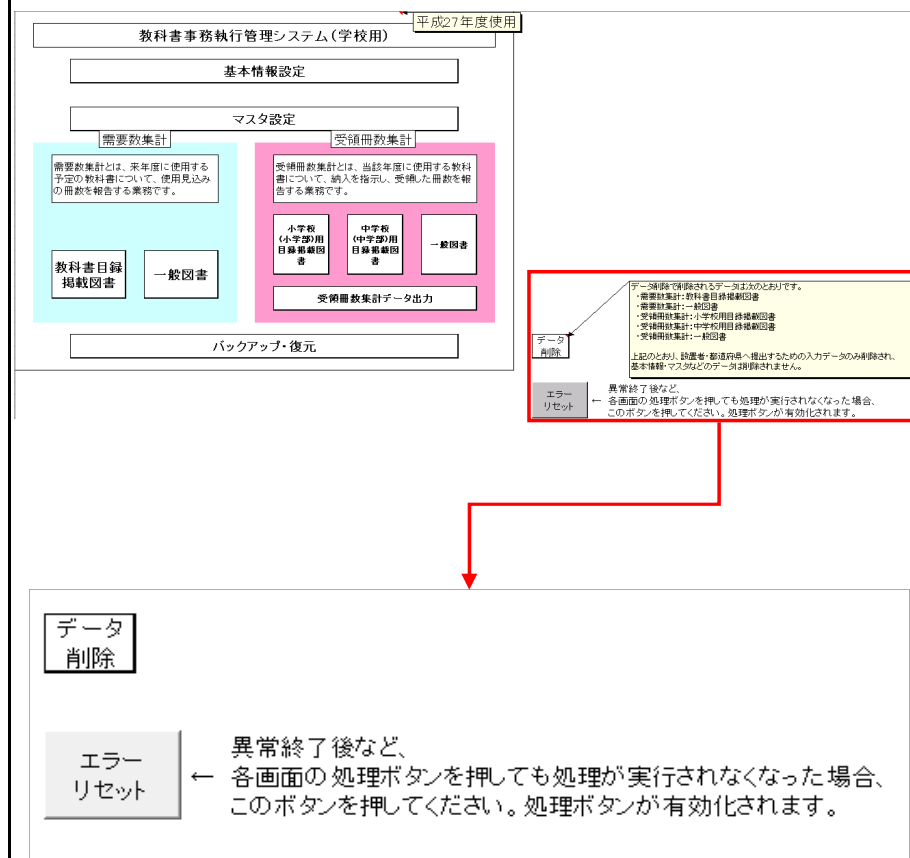 平成27年度使用
教科書事務執行管理システム(学校用)
基本情報設定
マスタ設定
需要数集計
需要数集計とは、来年度に使用する
予定の教科書について、使用見込み
の冊数を報告する業務です。
教科書目録
掲載図書
一般図書
受領冊数集計
受領冊数集計とは、当該年度に使用する教科
書について、納入を指示し、受領した冊数を報
告する業務です。
小学校
(小学部)用
目録掲載図
書
中学校
(中学部)用
目録掲載図
書
一般図書
受領冊数集計データ出力
バックアップ・復元
データ削除で削除されるデータは次のとおりです。
・需要数集計:教科書目録掲載図書
・需要数集計:一般図書
・受領冊数集計:小学校用目録掲載図書
・受領冊数集計:中学校用目録掲載図書
・受領冊数集計:一般図書
上記のとおり、設置者・都道府県へ提出するための入力データのみ削除され、
基本情報・マスタなどのデータは削除されません。
データ
削除
エラー
リセット
← 異常終了後など、
各画面の処理ボタンを押しても処理が実行されなくなった場合、
このボタンを押してください。処理ボタンが有効化されます。
データ
削除
エラー
リセット
← 異常終了後など、
各画面の処理ボタンを押しても処理が実行されなくなった場合、
このボタンを押してください。処理ボタンが有効化されます。